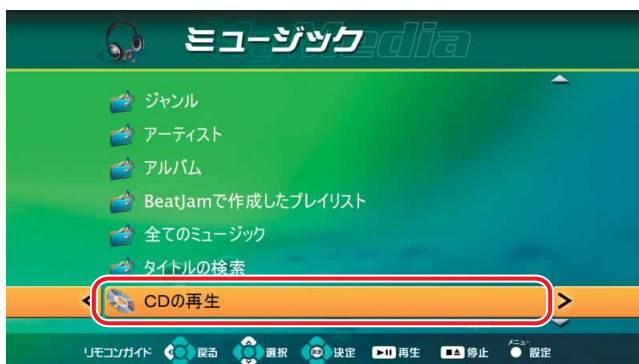 ミュージック
MyMedia
ジャンル
アーティスト
アルバム
BeatJamで作成したプレイリスト
全てのミュージック
タイトルの検索
CDの再生
リモコンガイド 戻る 選択 決定 決定 再生 停止 メニュー 設定